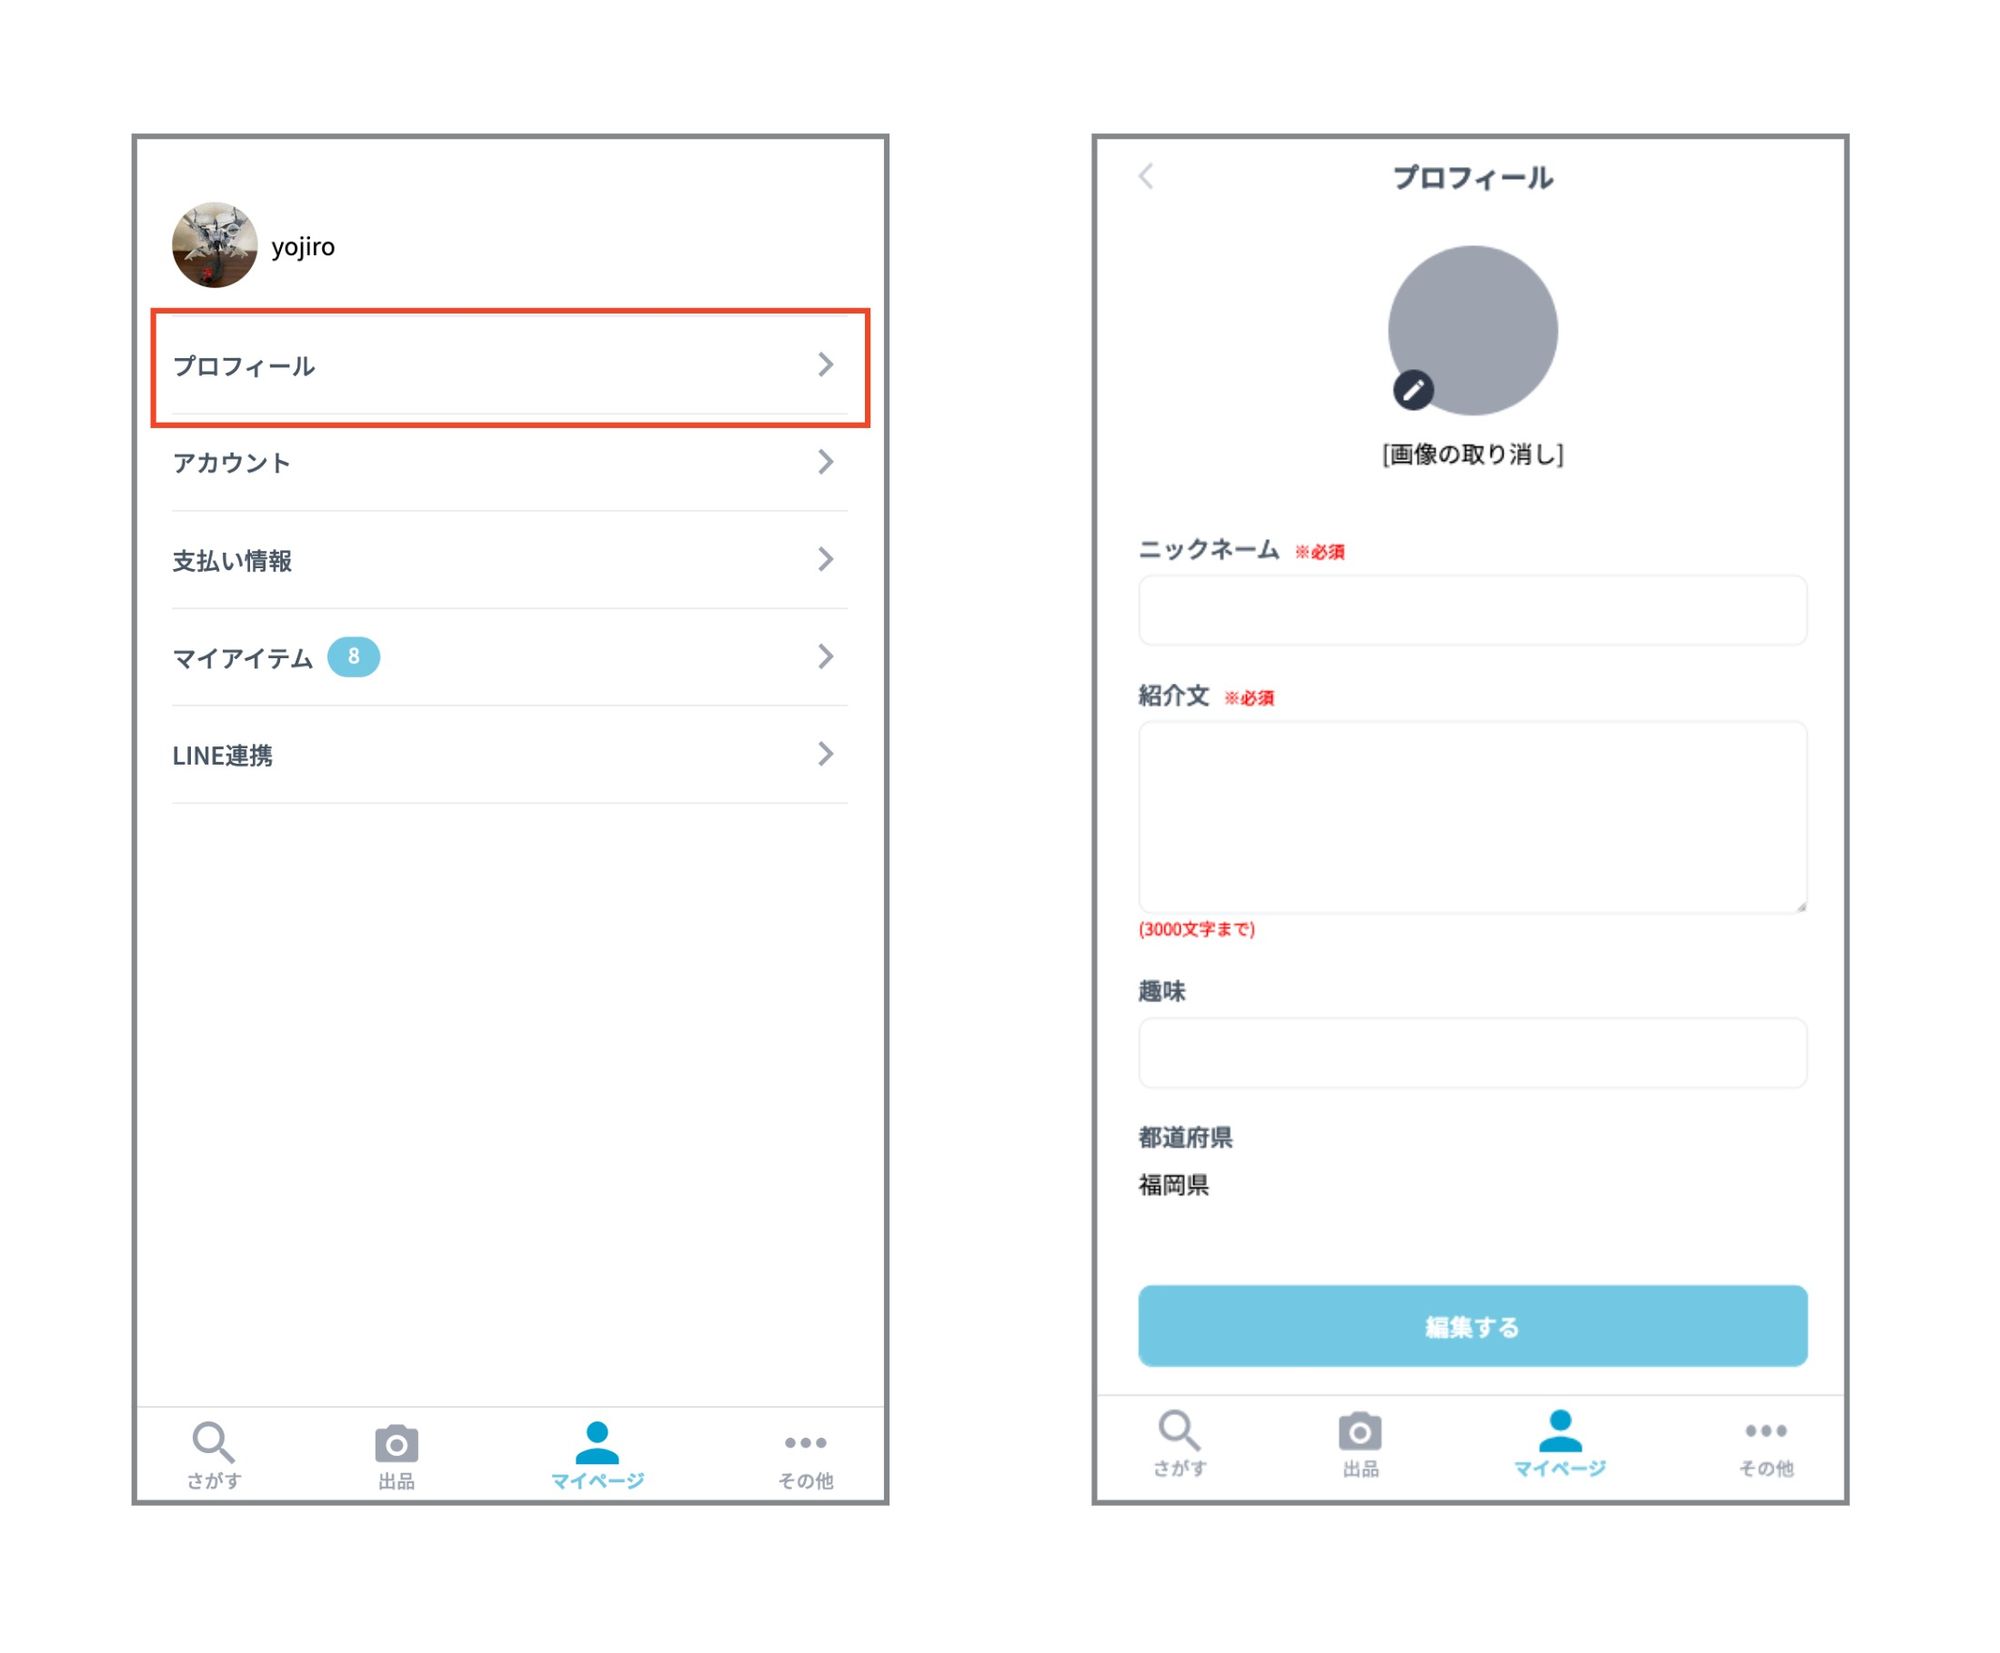 yojiro
プロフィール
アカウント
支払い情報
マイアイテム 8
LINE連携
さがす 出品 マイページ その他
プロフィール
[画像の取り消し]
ニックネーム ※必須
紹介文 ※必須
(3000文字まで)
趣味
都道府県
福岡県
編集する
さがす 出品 マイページ その他